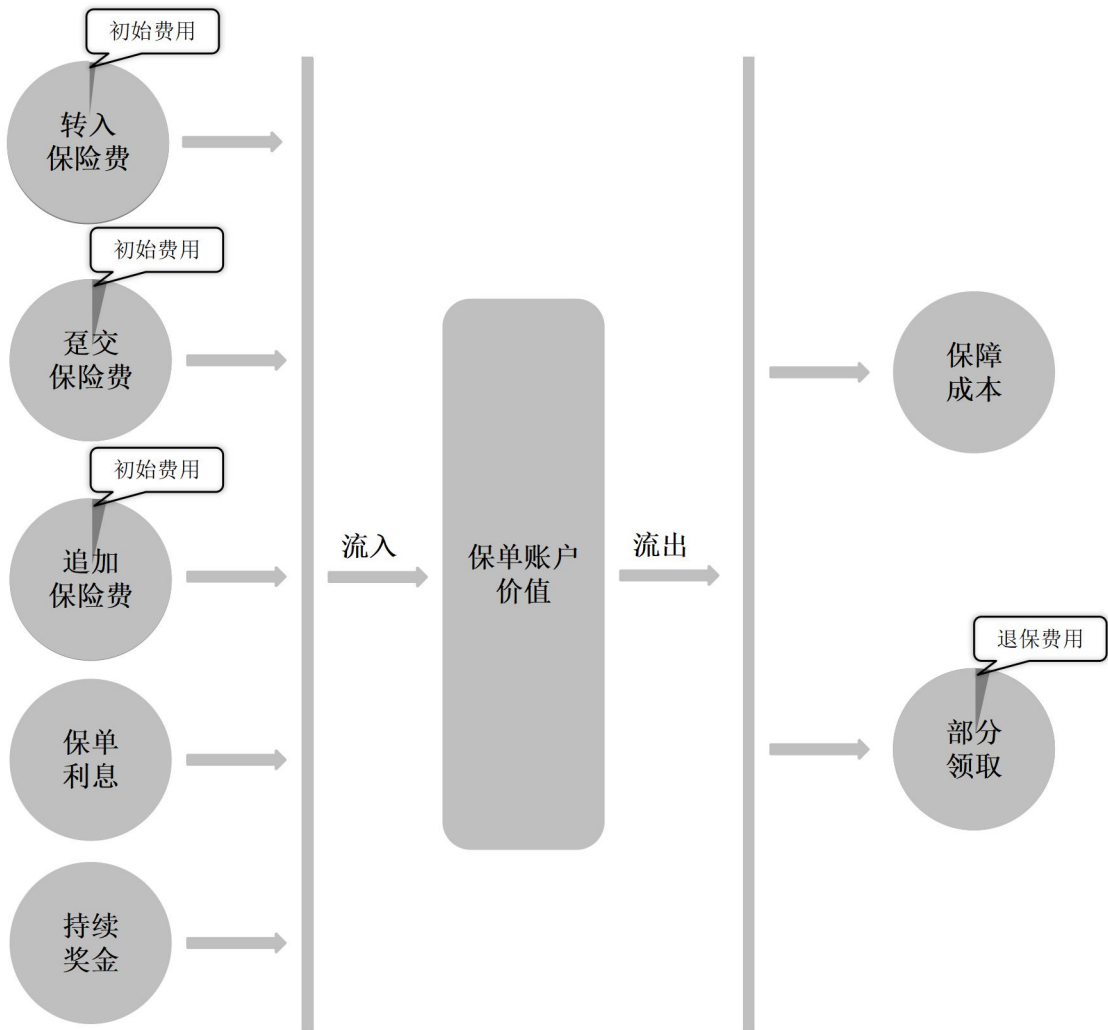 初始费用
转入
保险费
初始费用
趸交
保险费
初始费用
追加
保险费
保单
利息
持续
奖金
流入
保单账户
价值
流出
保障
成本
退保费用
部分
领取